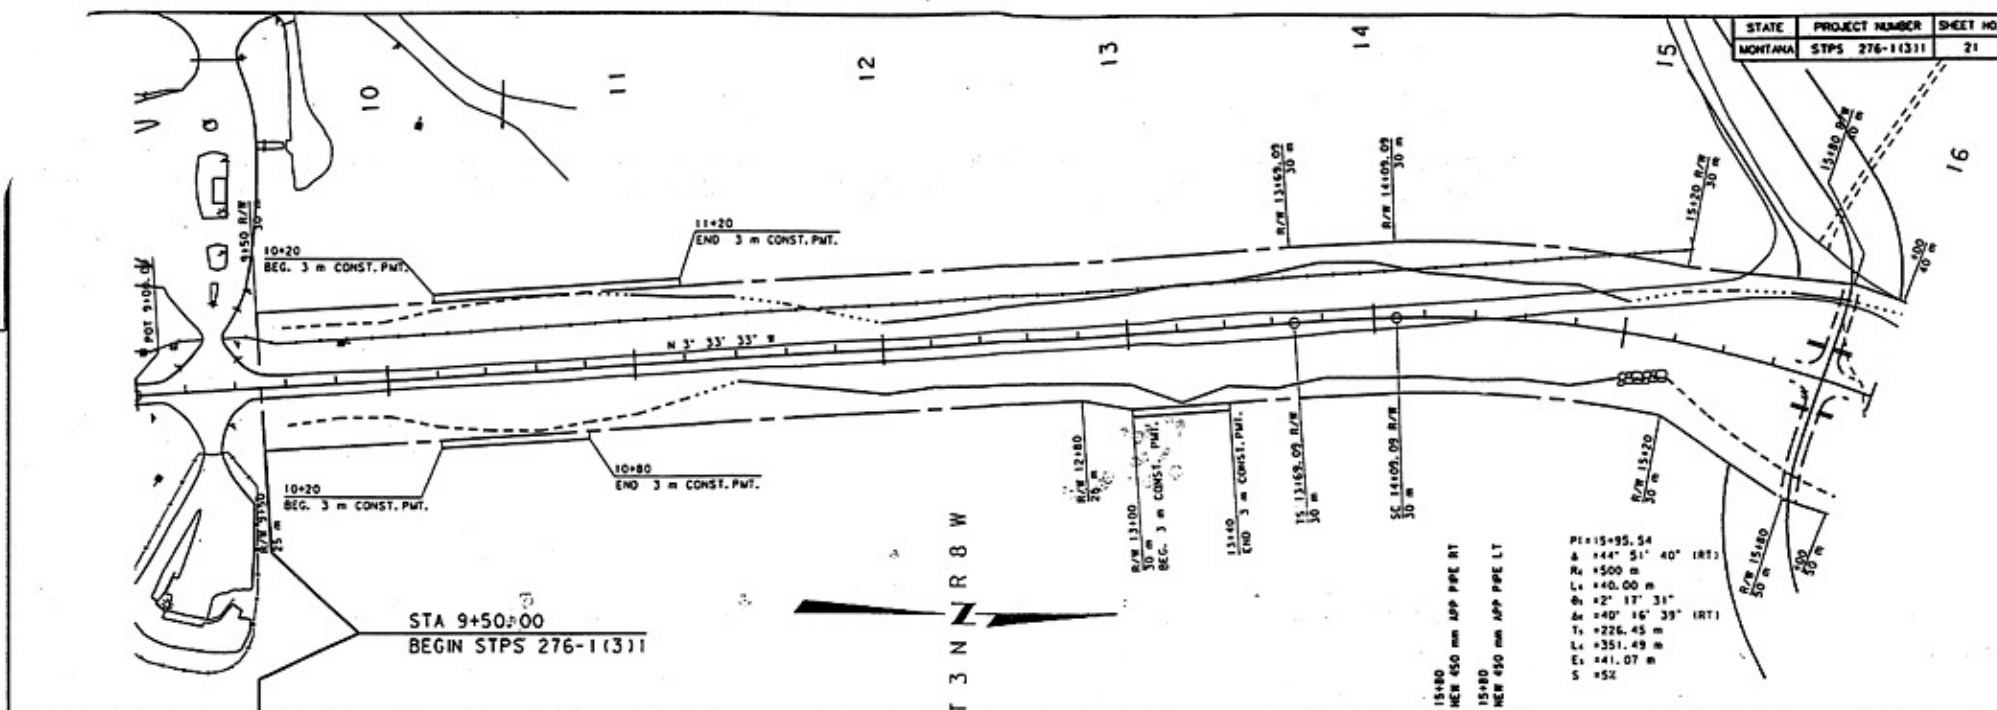 STATE PROJECT NUMBER SHEET NO.
MONTANA STPS 276-1(3)1 21
10
11
12
13
14
15
16
POT 9+00.00
9+50 R/W
30 m
10+20
BEG. 3 m CONST. PMT.
11+20
END 3 m CONST. PMT.
R/W 13+69.09
30 m
R/W 14+09.09
30 m
15+20 R/W
30 m
15+80 R/W
40 m
+00
40 m
N 3° 33' 33" W
10+20
BEG. 3 m CONST. PMT.
10+80
END 3 m CONST. PMT.
R/W 9+50
25 m
R/W 12+80
R/W 13+00
30 m
BEG. 3 m CONST. PMT.
13+40
END 3 m CONST. PMT.
TS 13+69.09 R/W
30 m
SC 14+09.09 R/W
30 m
R/W 15+20
30 m
R/W 15+80
50 m
+00
50 m
STA 9+50.00
BEGIN STPS 276-1(3)1
T 3 N R 8 W
Z
15+80
NEW 450 mm APP PIPE RT
15+80
NEW 450 mm APP PIPE LT
PI=15+95.54
Δ =44° 51' 40" (RT)
Rc =500 m
Ls =40.00 m
θs =2° 17' 31"
Δc =40° 16' 39" (RT)
Ts =226.45 m
Lc =351.49 m
Es =41.07 m
S =5%